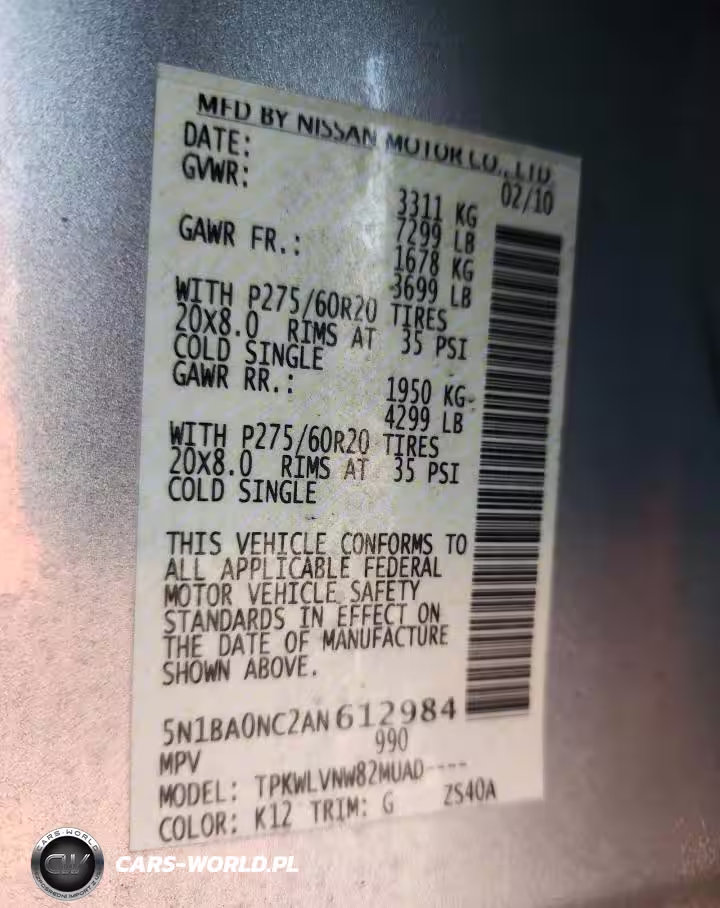 MFD BY NISSAN MOTOR CO., LTD.
DATE: 02/10
GVWR: 3311 KG
7299 LB
GAWR FR.: 1678 KG
3699 LB
WITH P275/60R20 TIRES
20X8.0 RIMS AT 35 PSI
COLD SINGLE
GAWR RR.: 1950 KG
4299 LB
WITH P275/60R20 TIRES
20X8.0 RIMS AT 35 PSI
COLD SINGLE
THIS VEHICLE CONFORMS TO
ALL APPLICABLE FEDERAL
MOTOR VEHICLE SAFETY
STANDARDS IN EFFECT ON
THE DATE OF MANUFACTURE
SHOWN ABOVE.
5N1BA0NC2AN612984
MPV 990
MODEL: TPKWLVNW82MUAD----
COLOR: K12 TRIM: G ZS40A
CARS-WORLD
CW
CARS-WORLD.PL